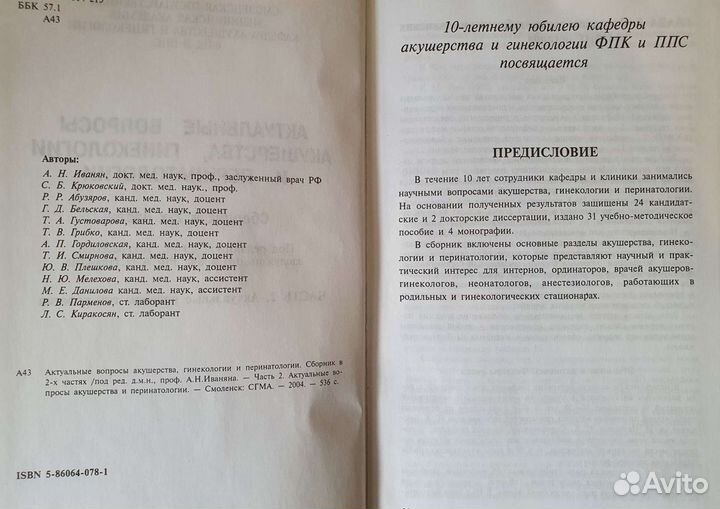 ББК 57.1
А43
Авторы:
А. Н. Иванян, докт. мед. наук, проф., заслуженный врач РФ
С. Б. Крюковский, докт. мед. наук., проф.
Р. Р. Абузяров, канд. мед. наук, доцент
Г. Д. Бельская, канд. мед. наук, доцент
Т. А. Густоварова, канд. мед. наук, доцент
Т. В. Грибко, канд. мед. наук, доцент
А. П. Гордиловская, канд. мед. наук, доцент
Т. И. Смирнова, канд. мед. наук, доцент
Ю. В. Плешкова, канд. мед. наук, доцент
Н. Ю. Мелехова, канд. мед. наук, ассистент
М. Е. Данилова канд. мед. наук, ассистент
Р. В. Парменов, ст. лаборант
Л. С. Киракосян, ст. лаборант
А43 Актуальные вопросы акушерства, гинекологии и перинатологии. Сборник в
2-х частях /под ред. д.м.н., проф. А.Н.Иваняна. — Часть 2. Актуальные во-
просы акушерства и перинатологии. — Смоленск: СГМА. — 2004. — 536 с.
ISBN 5-86064-078-1
10-летнему юбилею кафедры
акушерства и гинекологии ФПК и ППС
посвящается
ПРЕДИСЛОВИЕ
В течение 10 лет сотрудники кафедры и клиники занимались
научными вопросами акушерства, гинекологии и перинатологии.
На основании полученных результатов защищены 24 кандидат-
ские и 2 докторские диссертации, издано 31 учебно-методическое
пособие и 4 монографии.
В сборник включены основные разделы акушерства, гинеко-
логии и перинатологии, которые представляют научный и прак-
тический интерес для интернов, ординаторов, врачей акушеров-
гинекологов, неонатологов, анестезиологов, работающих в
родильных и гинекологических стационарах.
Avito